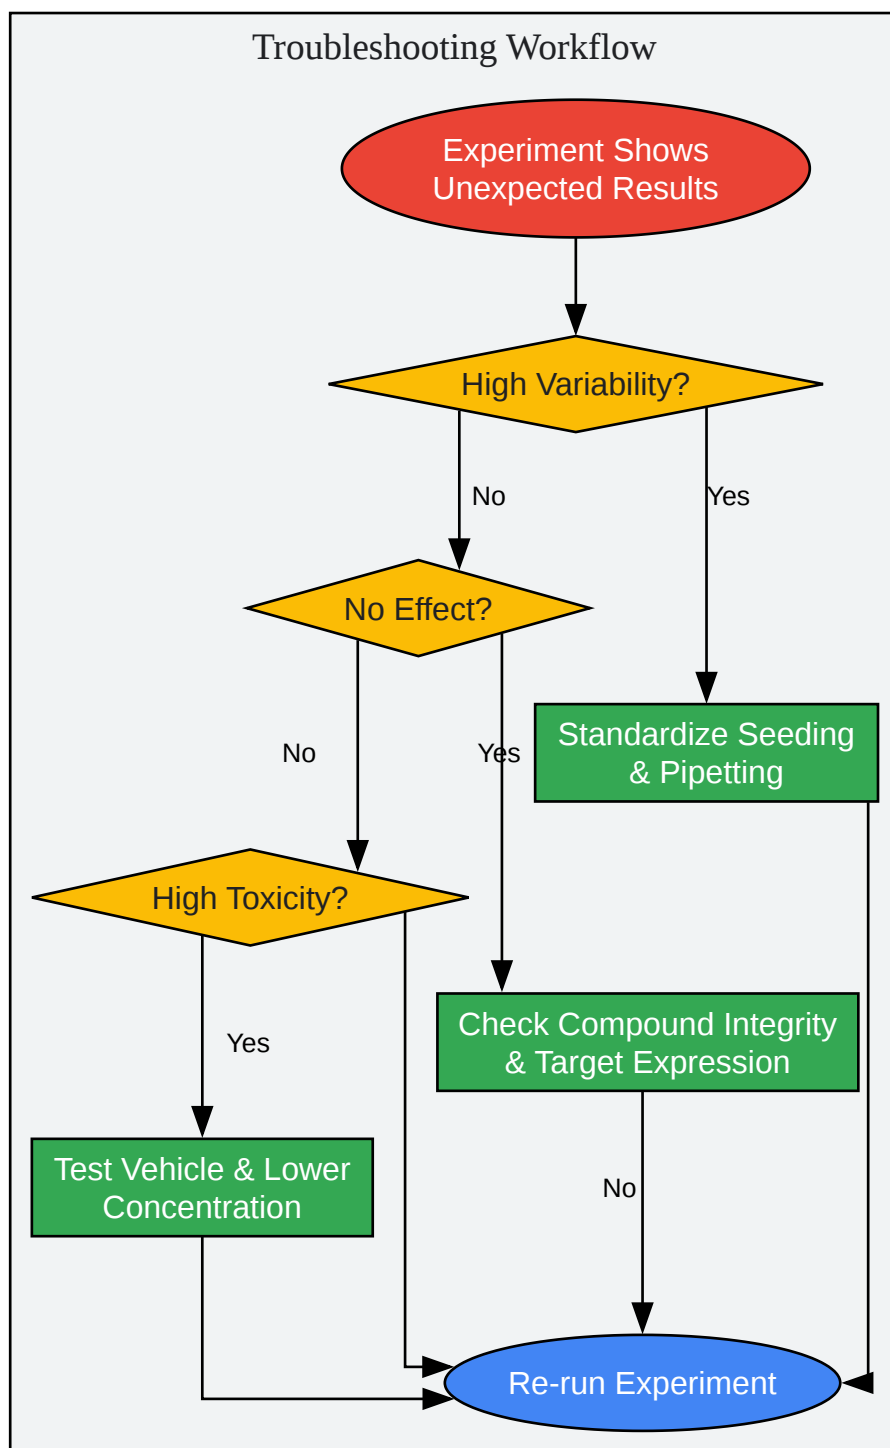 Troubleshooting Workflow
Experiment Shows
Unexpected Results
High Variability?
No
Yes
No Effect?
Standardize Seeding
& Pipetting
No
Yes
High Toxicity?
Check Compound Integrity
& Target Expression
Yes
Test Vehicle & Lower
Concentration
No
Re-run Experiment